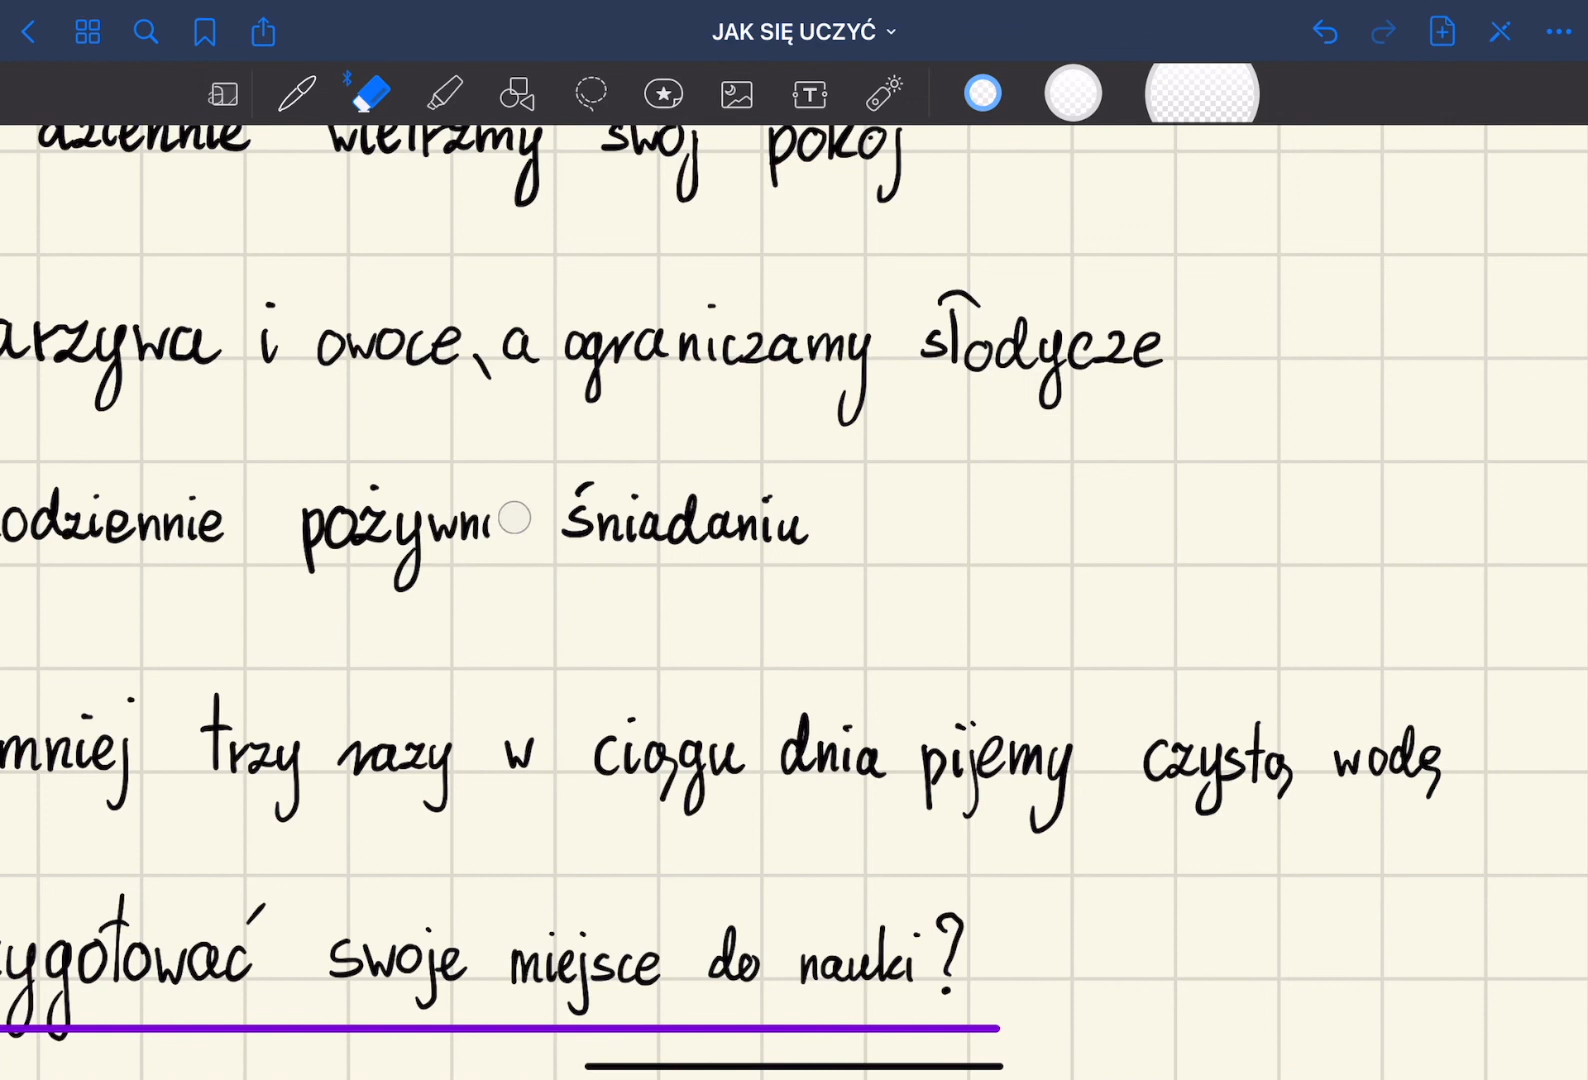 JAK SIĘ UCZYĆ
dziennie wietrzmy swój pokój
arzywa i owoce, a ograniczamy słodycze
odziennie pożywn śniadaniu
mniej trzy razy w ciągu dnia pijemy czystą wodę
ygotować swoje miejsce do nauki?